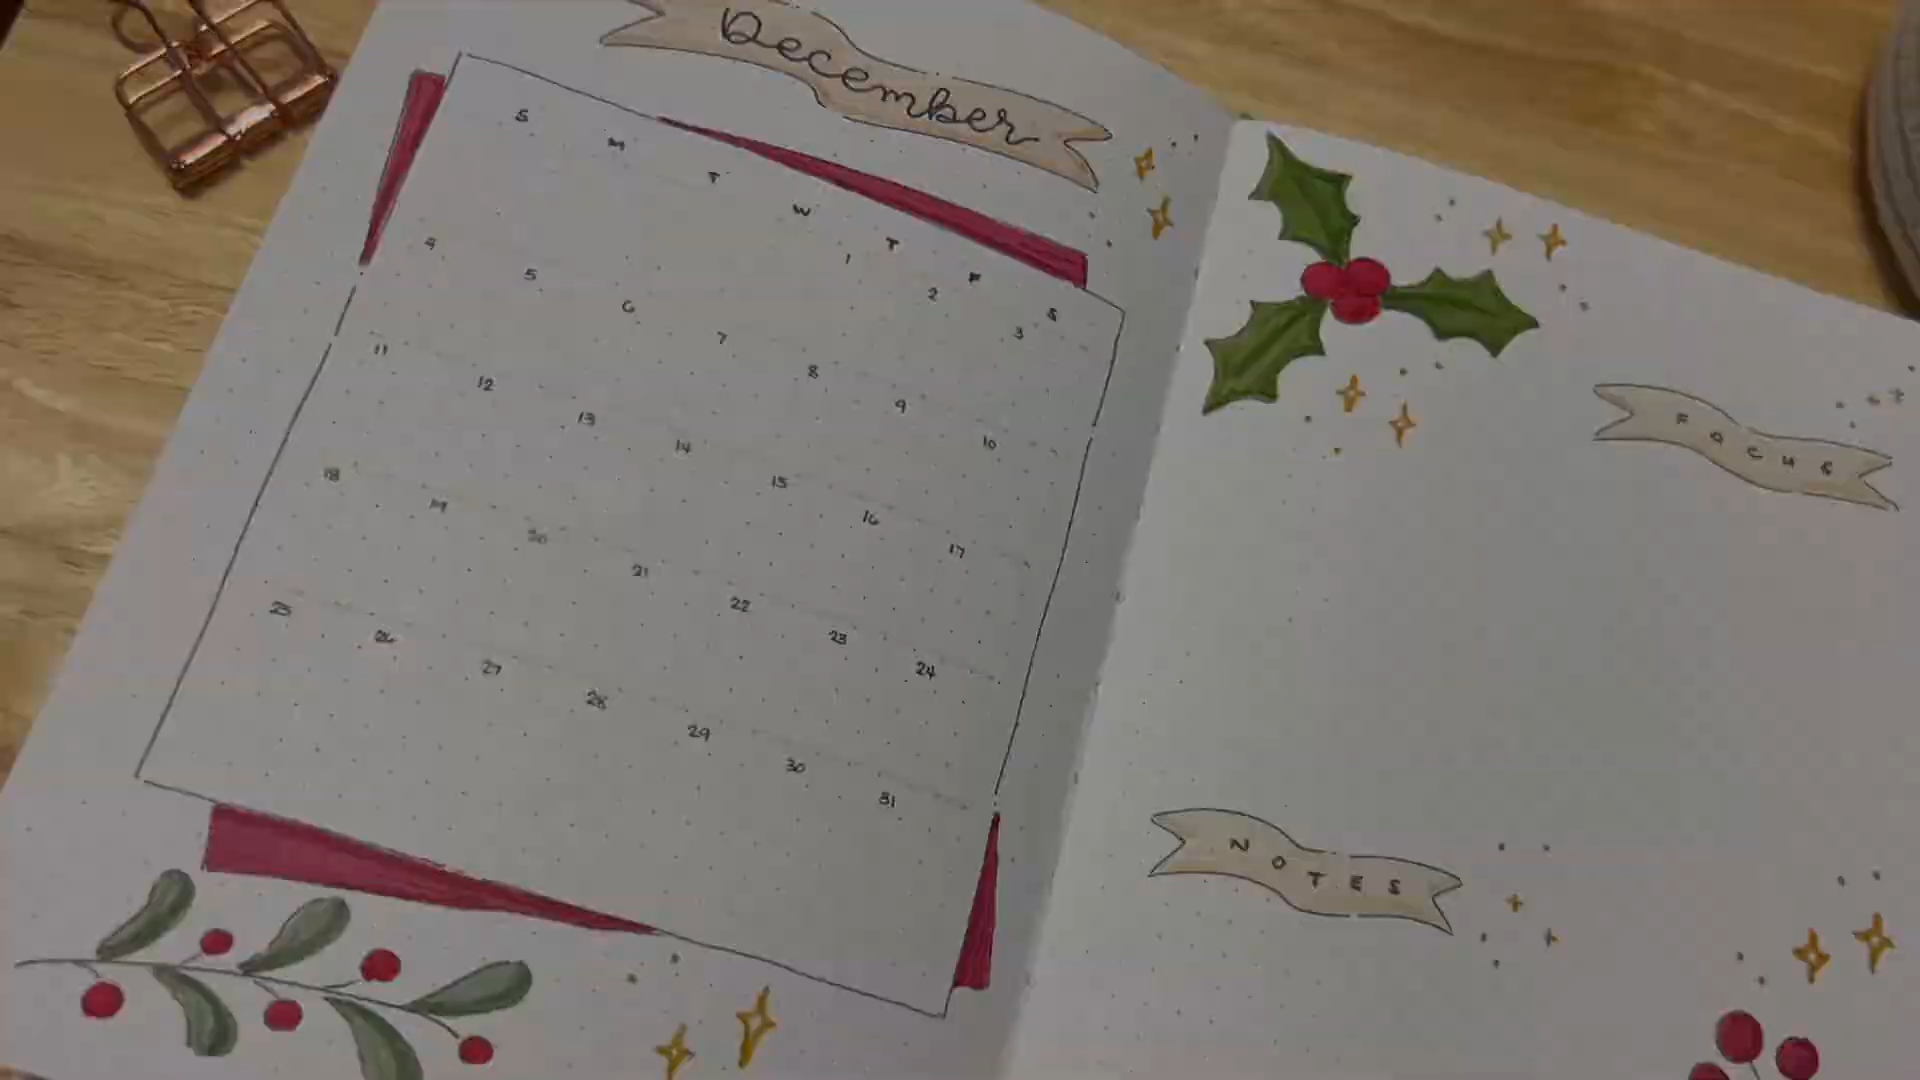 December
S M T W T F S
1 2 3
4 5 6 7 8 9 10
11 12 13 14 15 16 17
18 19 20 21 22 23 24
25 26 27 28 29 30 31
FOCUS
NOTES